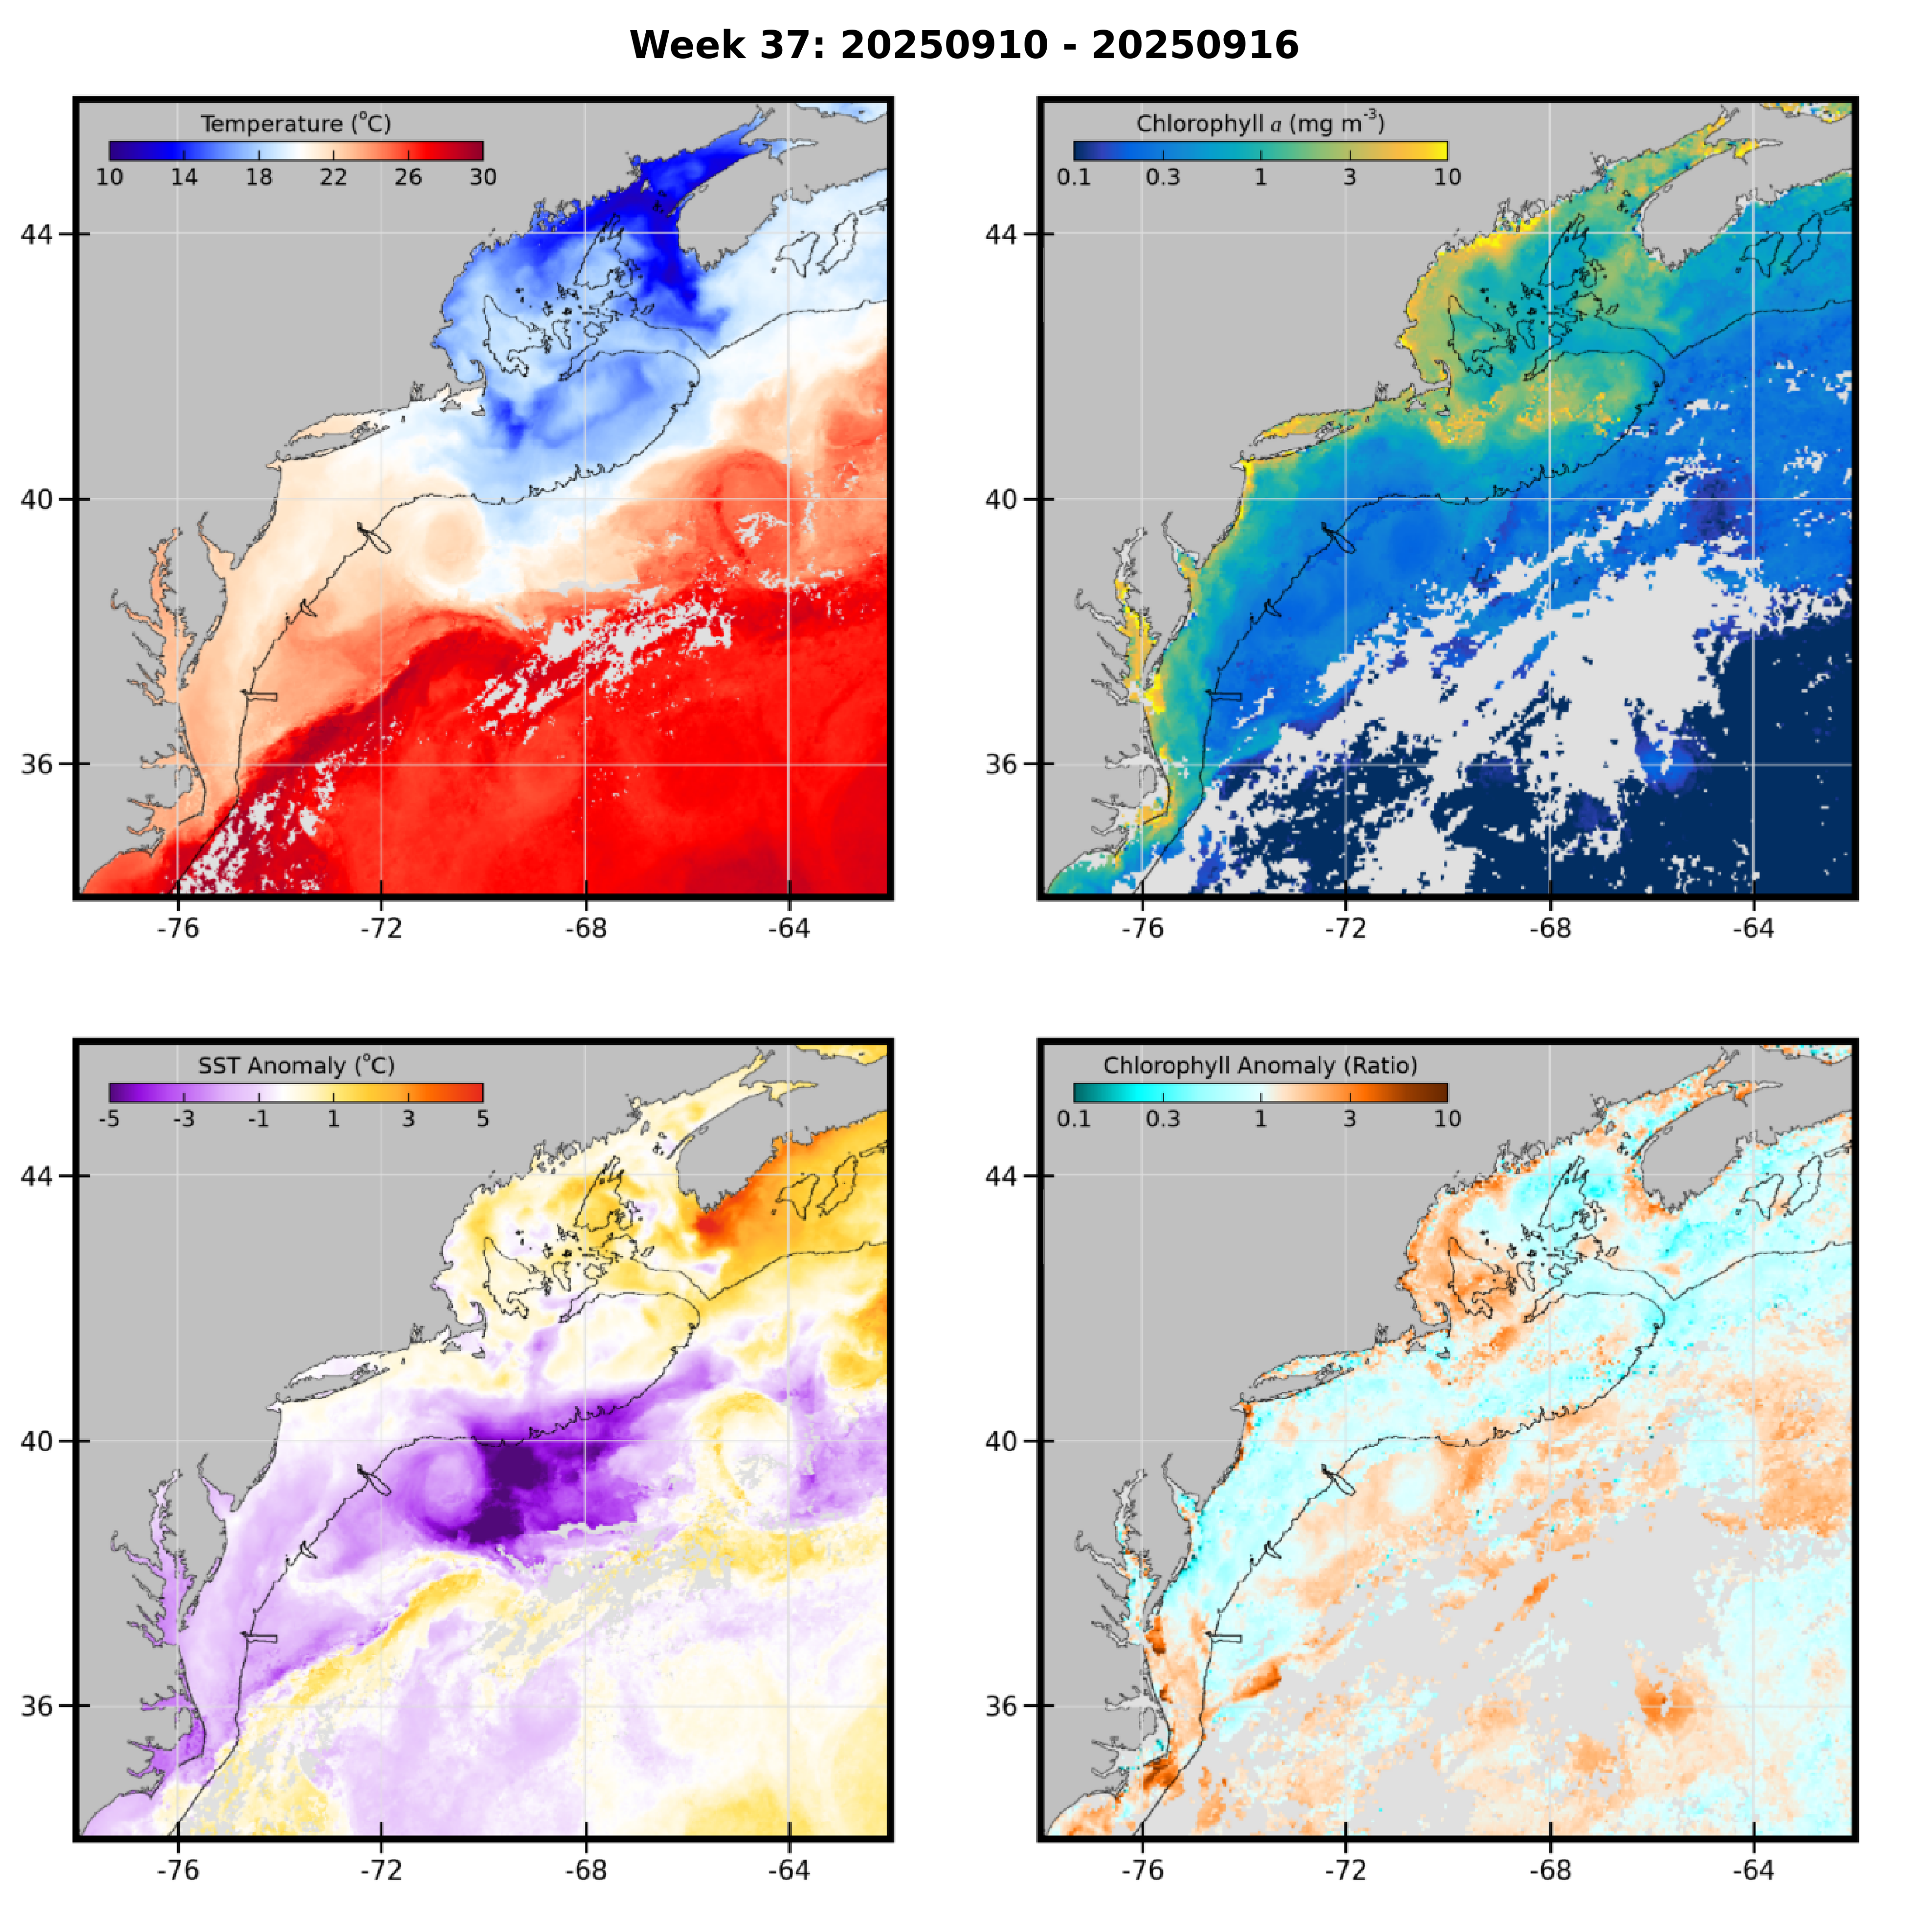 Week 37: 20250910 - 20250916
Temperature (°C)
10 14 18 22 26 30
44
40
36
-76 -72 -68 -64
Chlorophyll a (mg m⁻³)
0.1 0.3 1 3 10
44
40
36
-76 -72 -68 -64
SST Anomaly (°C)
-5 -3 -1 1 3 5
44
40
36
-76 -72 -68 -64
Chlorophyll Anomaly (Ratio)
0.1 0.3 1 3 10
44
40
36
-76 -72 -68 -64